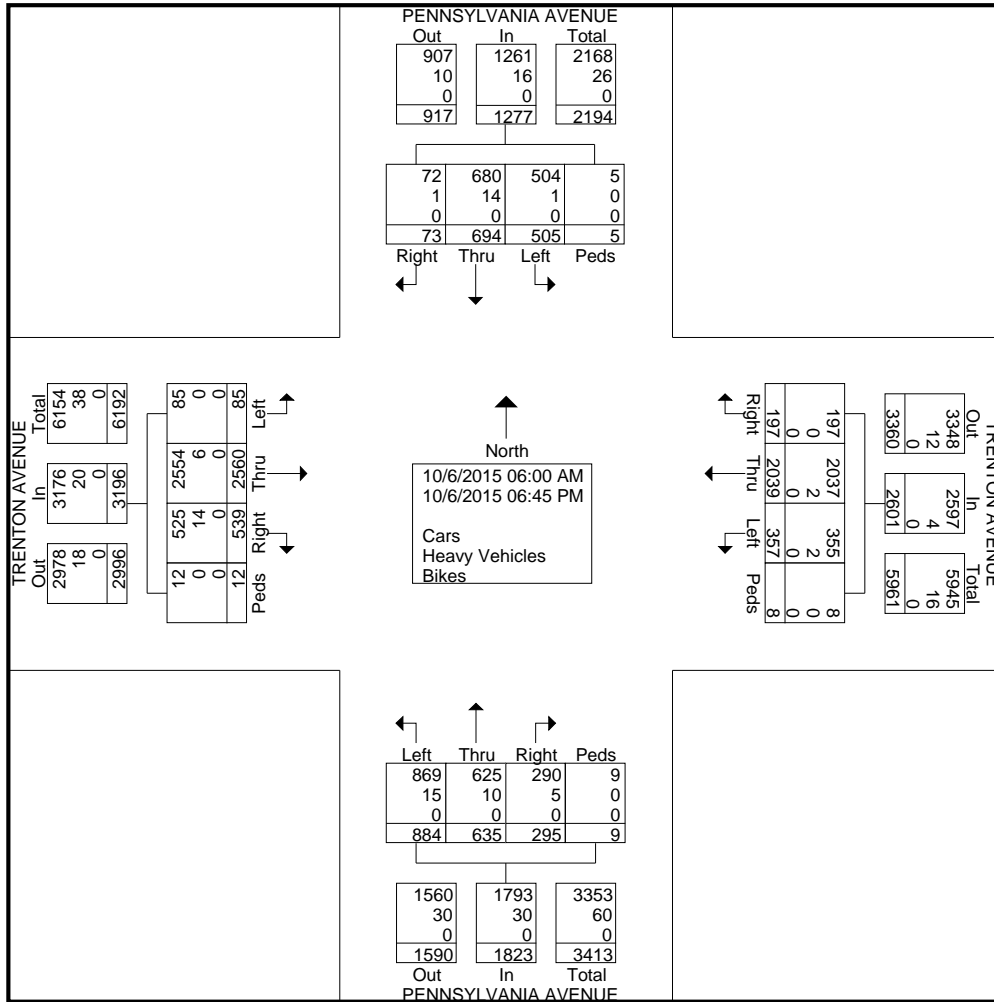 PENNSYLVANIA AVENUE
Out In Total
907 1261 2168
10 16 26
0 0 0
917 1277 2194
72 680 504 5
1 14 1 0
0 0 0 0
73 694 505 5
Right Thru Left Peds
TRENTON AVENUE
Total In Out
6154 3176 2978
38 20 18
0 0 0
6192 3196 2996
85 2554 525 12
0 6 14 0
0 0 0 0
85 2560 539 12
Left Thru Right Peds
North
10/6/2015 06:00 AM
10/6/2015 06:45 PM
Cars
Heavy Vehicles
Bikes
TRENTON AVENUE
Out In Total
3348 2597 5945
12 4 16
0 0 0
3360 2601 5961
197 2037 355 8
0 2 2 0
0 0 0 0
197 2039 357 8
Right Thru Left Peds
Left Thru Right Peds
869 625 290 9
15 10 5 0
0 0 0 0
884 635 295 9
1560 1793 3353
30 30 60
0 0 0
1590 1823 3413
Out In Total
PENNSYLVANIA AVENUE